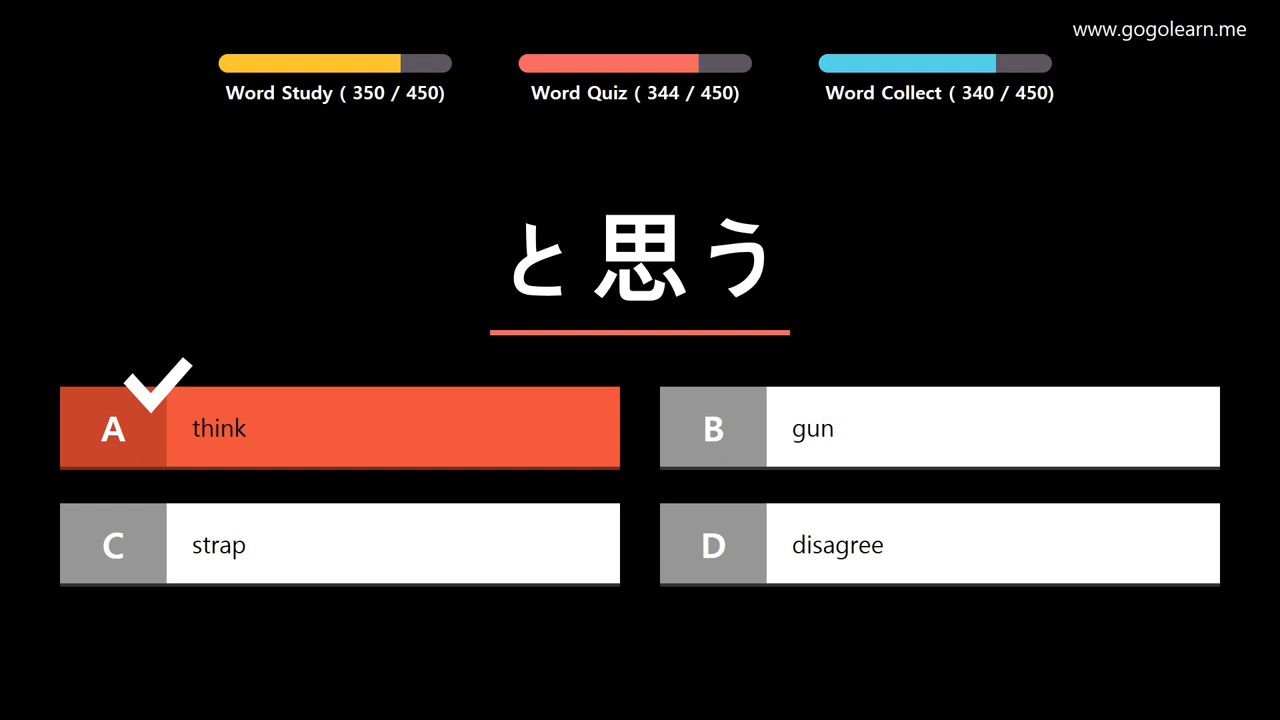 www.gogolearn.me
Word Study ( 350 / 450)
Word Quiz ( 344 / 450)
Word Collect ( 340 / 450)
と思う
A think
B gun
C strap
D disagree